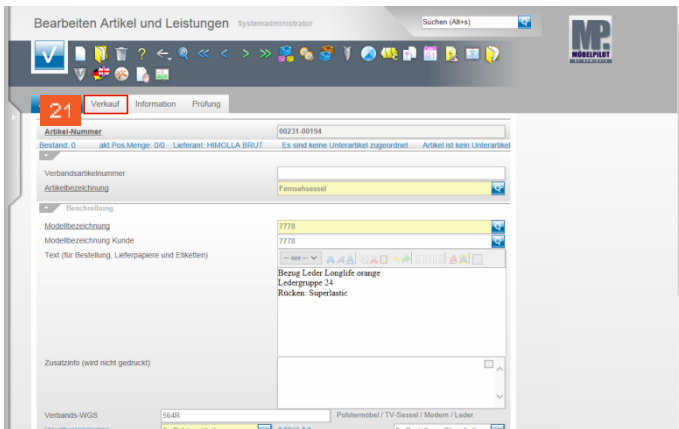 Bearbeiten Artikel und Leistungen Systemadministrator
Suchen (Alt+s)
MP
MÖBELPILOT
21
Verkauf Information Prüfung
Artikel-Nummer 00231-00194
Bestand: 0 akt.Pos.Menge: 0/0 Lieferant: HIMOLLA BRUT Es sind keine Unterartikel zugeordnet Artikel ist kein Unterartikel
Verbandsartikelnummer
Artikelbezeichnung Fernsehsessel
Beschreibung
Modellbezeichnung 7778
Modellbezeichnung Kunde 7778
Text (für Bestellung, Lieferpapiere und Etiketten)
-- size --
Bezug Leder Longlife orange
Ledergruppe 24
Rücken: Superlastic
Zusatzinfo (wird nicht gedruckt)
Verbands-WGS 564R Polstermöbel / TV-Sessel / Modern / Leder